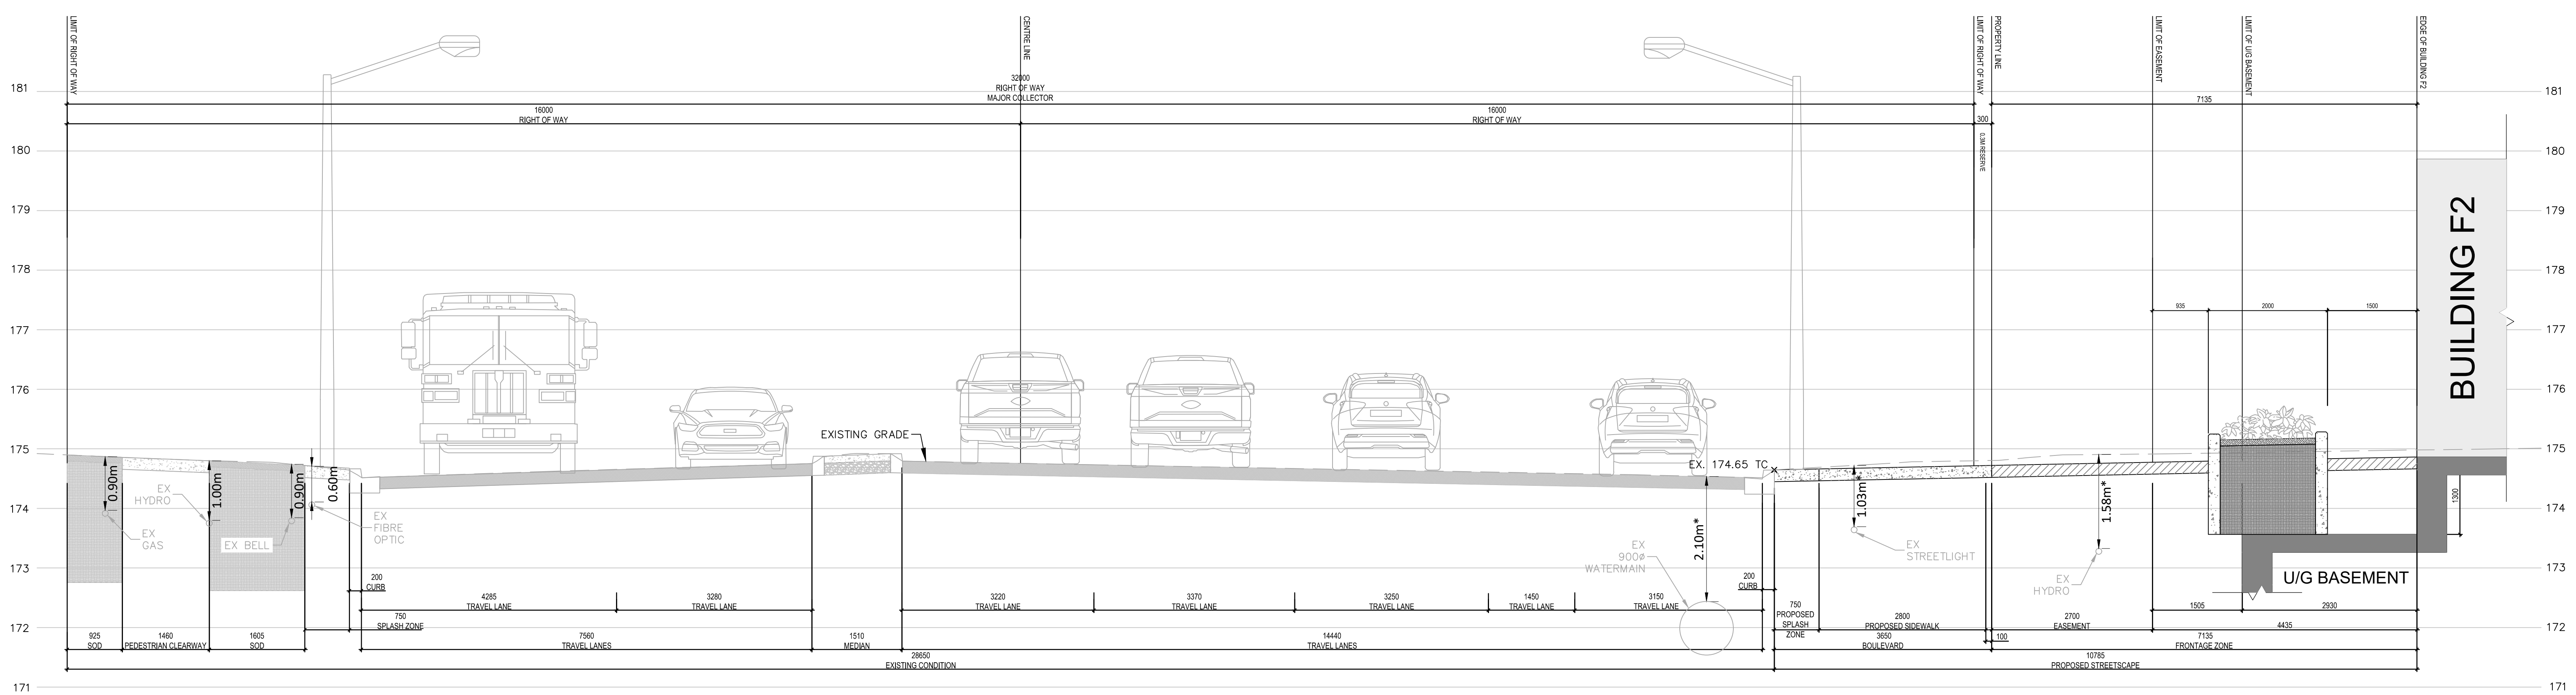 LIMIT OF RIGHT OF WAY
CENTRE LINE
LIMIT OF RIGHT OF WAY
PROPERTY LINE
LIMIT OF EASEMENT
LIMIT OF U/G BASEMENT
EDGE OF BUILDING F2
181
32000
RIGHT OF WAY
MAJOR COLLECTOR
7135
181
16000
RIGHT OF WAY
16000
RIGHT OF WAY
300
0.3M RESERVE
180
180
179
179
BUILDING F2
178
178
177
935
2000
1500
177
176
176
175
EXISTING GRADE
EX. 174.65 TC
175
0.90m
EX
HYDRO
1.00m
0.90m
0.60m
174
EX
GAS
EX BELL
EX
FIBRE
OPTIC
2.10m*
1.03m*
1.58m*
1300
174
EX
900ø
WATERMAIN
EX
STREETLIGHT
EX
HYDRO
173
U/G BASEMENT
173
200
CURB
4285
TRAVEL LANE
3280
TRAVEL LANE
3220
TRAVEL LANE
3370
TRAVEL LANE
3250
TRAVEL LANE
1450
TRAVEL LANE
3150
TRAVEL LANE
200
CURB
750
PROPOSED
SPLASH
ZONE
1505
2930
172
750
SPLASH ZONE
2800
PROPOSED SIDEWALK
2700
EASEMENT
4435
172
925
SOD
1460
PEDESTRIAN CLEARWAY
1605
SOD
7560
TRAVEL LANES
1510
MEDIAN
14440
TRAVEL LANES
3650
BOULEVARD
100
7135
FRONTAGE ZONE
28650
EXISTING CONDITION
10785
PROPOSED STREETSCAPE
171
171